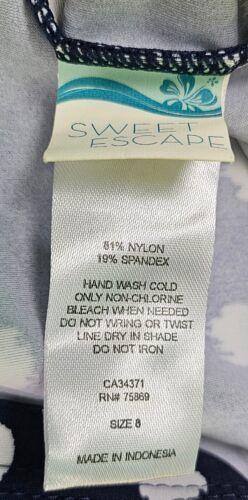 SWEET
ESCAPE
81% NYLON
19% SPANDEX
HAND WASH COLD
ONLY NON-CHLORINE
BLEACH WHEN NEEDED
DO NOT WRING OR TWIST
LINE DRY IN SHADE
DO NOT IRON
CA34371
RN# 75869
SIZE 8
MADE IN INDONESIA